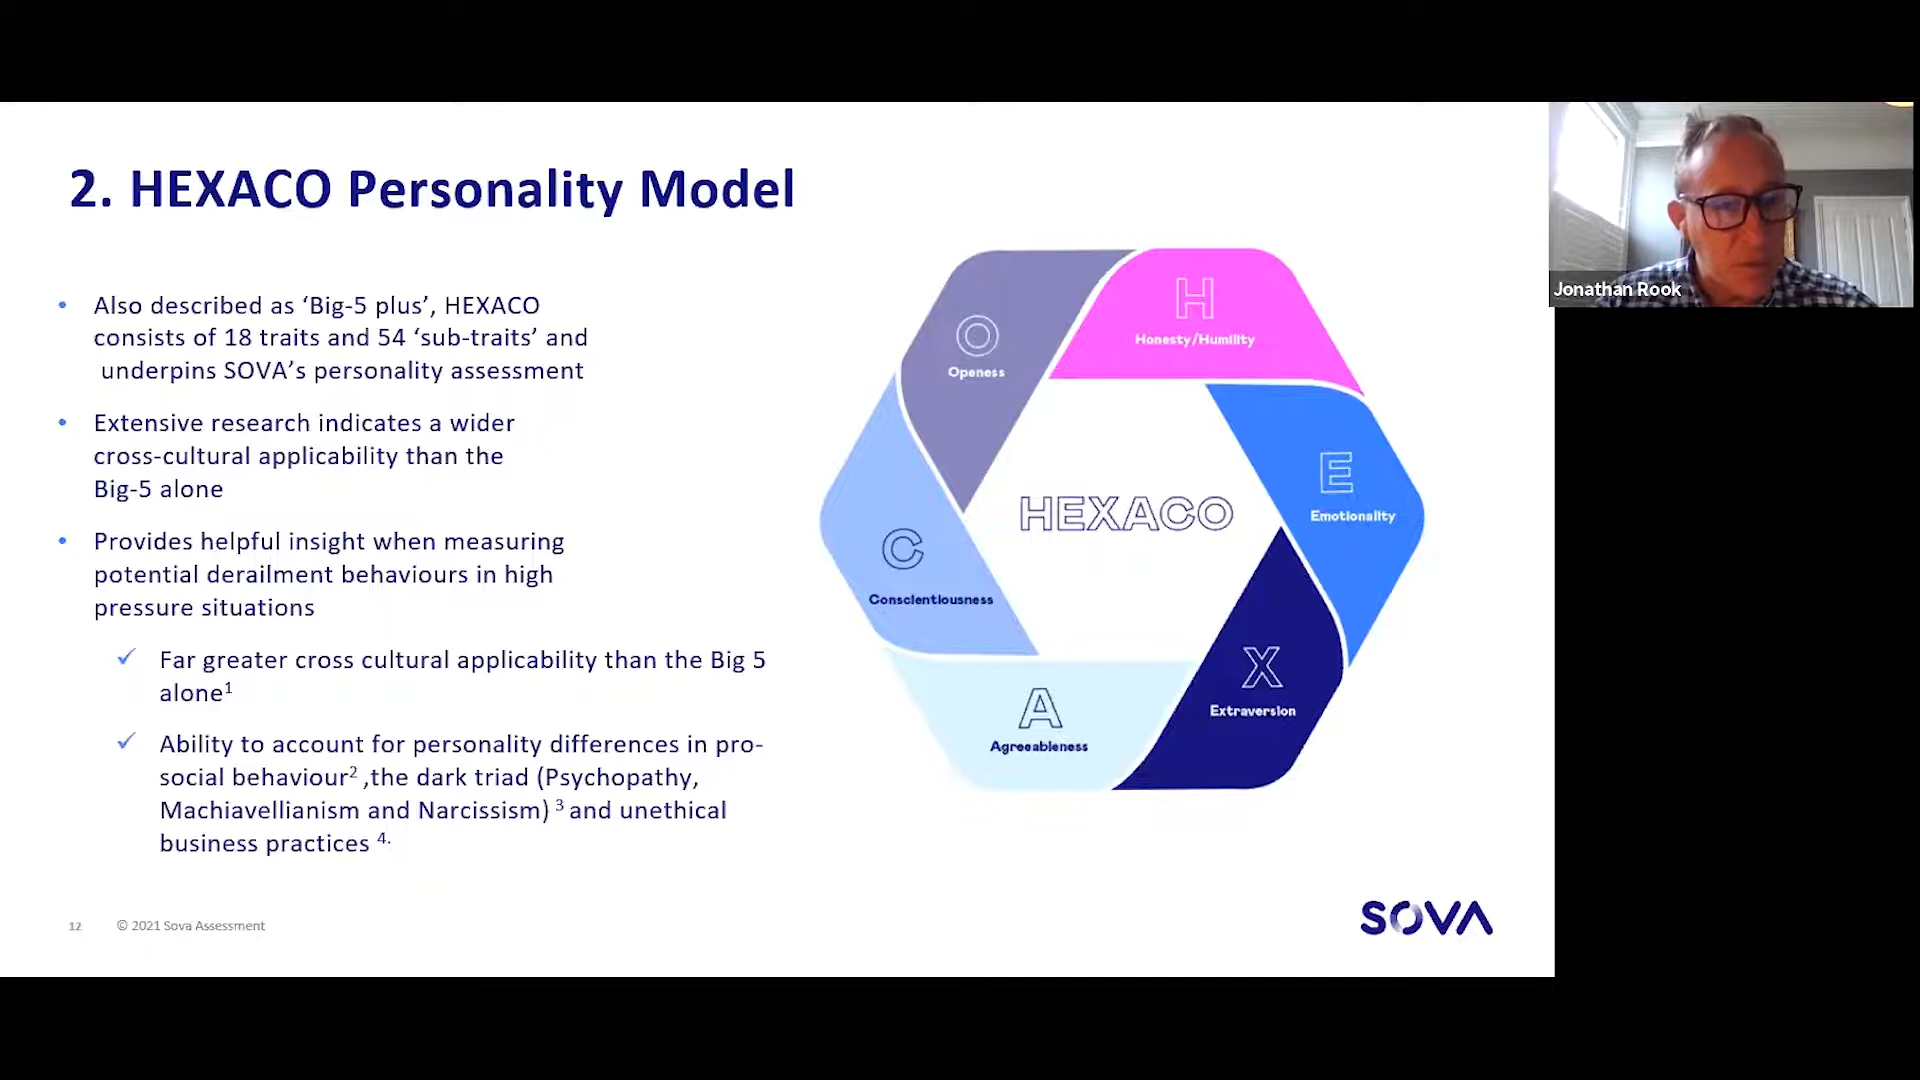 2. HEXACO Personality Model
• Also described as ‘Big-5 plus’, HEXACO
consists of 18 traits and 54 ‘sub-traits’ and
underpins SOVA’s personality assessment
• Extensive research indicates a wider
cross-cultural applicability than the
Big-5 alone
• Provides helpful insight when measuring
potential derailment behaviours in high
pressure situations
✓ Far greater cross cultural applicability than the Big 5
alone¹
✓ Ability to account for personality differences in pro-
social behaviour² ,the dark triad (Psychopathy,
Machiavellianism and Narcissism) ³ and unethical
business practices ⁴·
H
Honesty/Humility
E
Emotionality
X
Extraversion
A
Agreeableness
C
Conscientiousness
O
Openess
HEXACO
12 © 2021 Sova Assessment
SOVA
Jonathan Rook